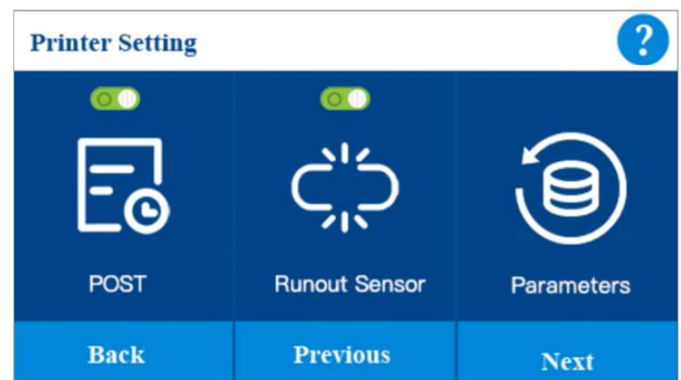 Printer Setting
?
POST
Runout Sensor
Parameters
Back
Previous
Next